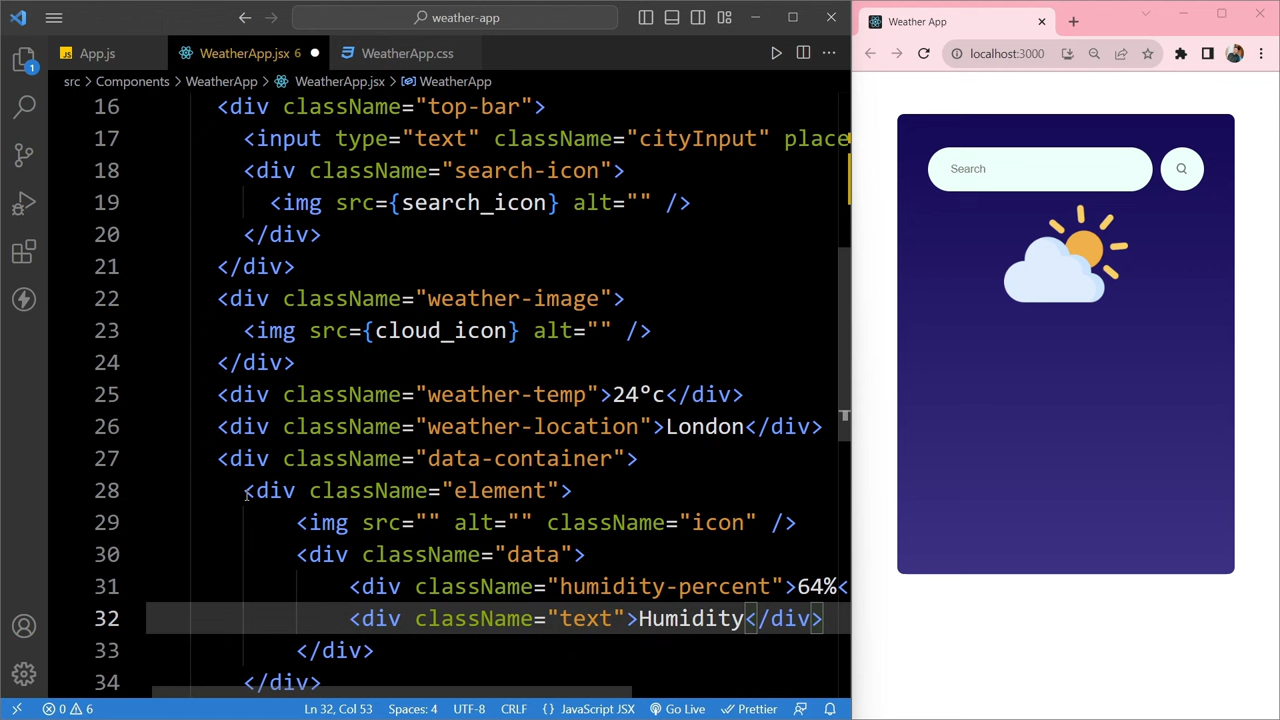 weather-app
App.js
WeatherApp.jsx 6
WeatherApp.css
src > Components > WeatherApp > WeatherApp.jsx > WeatherApp
16 <div className="top-bar">
17 <input type="text" className="cityInput" place
18 <div className="search-icon">
19 <img src={search_icon} alt="" />
20 </div>
21 </div>
22 <div className="weather-image">
23 <img src={cloud_icon} alt="" />
24 </div>
25 <div className="weather-temp">24°c</div>
26 <div className="weather-location">London</div>
27 <div className="data-container">
28 <div className="element">
29 <img src="" alt="" className="icon" />
30 <div className="data">
31 <div className="humidity-percent">64%<
32 <div className="text">Humidity</div>
33 </div>
34 </div>
1
0 6
Ln 32, Col 53
Spaces: 4
UTF-8
CRLF
{} JavaScript JSX
Go Live
Prettier
Weather App
localhost:3000
Search